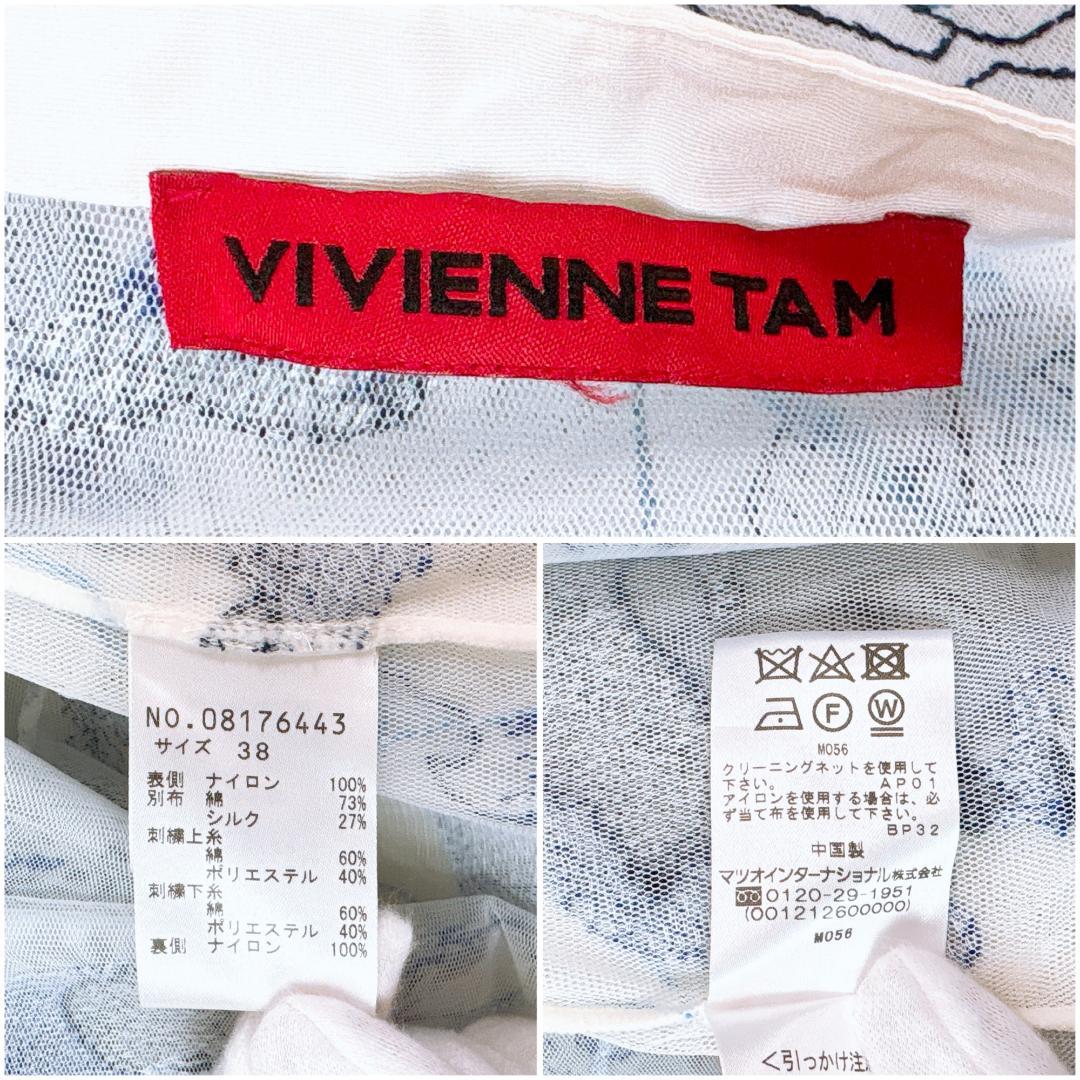 VIVIENNE TAM
NO.08176443
サイズ 38
表側 ナイロン 100%
別布 綿 73%
シルク 27%
刺繍上糸
綿 60%
ポリエステル 40%
刺繍下糸
綿 60%
ポリエステル 40%
裏側 ナイロン 100%
F W
M056
クリーニングネットを使用して
下さい。 AP01
アイロンを使用する場合は、必
ず当て布を使用して下さい。
BP32
中国製
マツオインターナショナル株式会社
0120-29-1951
(001212600000)
M056
<引っかけ注